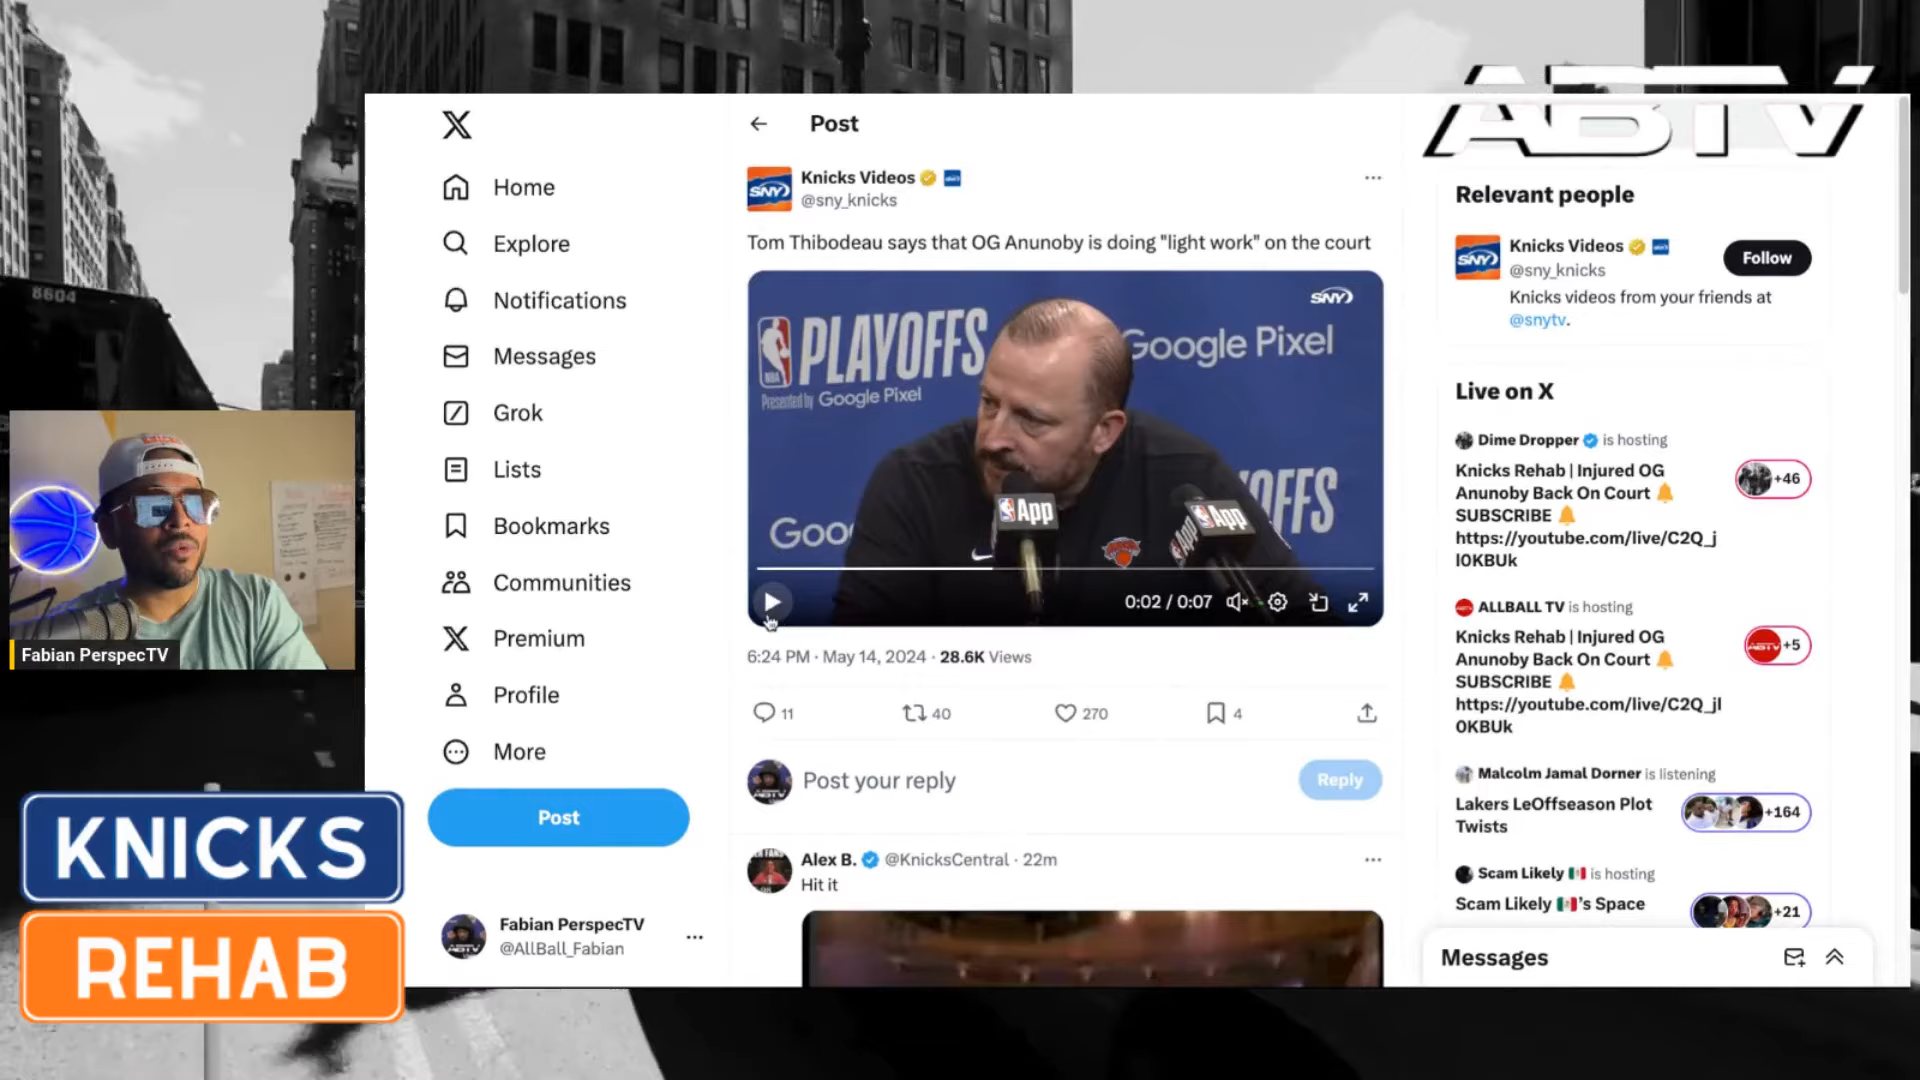 8604
ABTV
Home
Explore
Notifications
Messages
Grok
Lists
Bookmarks
Communities
Premium
Profile
More
Post
Fabian PerspecTV
@AllBall_Fabian
Post
SNY
Knicks Videos
@sny_knicks
Tom Thibodeau says that OG Anunoby is doing "light work" on the court
SNY
PLAYOFFS
NBA
Presented by Google Pixel
Google Pixel
App
App
App
OFFS
Goo
0:02 / 0:07
6:24 PM · May 14, 2024 · 28.6K Views
11
40
270
4
Post your reply
Reply
Alex B. @KnicksCentral · 22m
Hit it
Relevant people
SNY
Knicks Videos
@sny_knicks
Follow
Knicks videos from your friends at
@snytv.
Live on X
Dime Dropper is hosting
Knicks Rehab | Injured OG
Anunoby Back On Court
SUBSCRIBE
https://youtube.com/live/C2Q_j
l0KBUk
+46
ALLBALL TV is hosting
Knicks Rehab | Injured OG
Anunoby Back On Court
SUBSCRIBE
https://youtube.com/live/C2Q_jl
0KBUk
ABTV
+5
Malcolm Jamal Dorner is listening
Lakers LeOffseason Plot
Twists
+164
Scam Likely is hosting
Scam Likely 's Space
+21
Messages
Fabian PerspecTV
KNICKS
REHAB